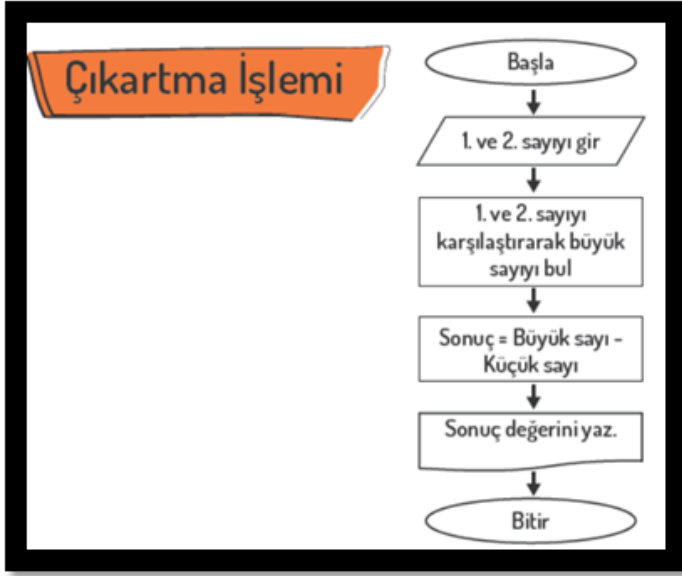 Çıkartma İşlemi
Başla
1. ve 2. sayıyı gir
1. ve 2. sayıyı
karşılaştırarak büyük
sayıyı bul
Sonuç = Büyük sayı -
Küçük sayı
Sonuç değerini yaz.
Bitir